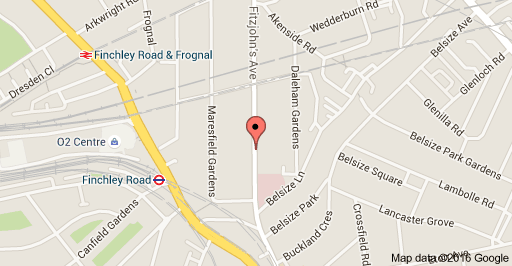 Arkwright Road
Frognal
Fitzjohn's Ave
Akenside Rd
Wedderburn Rd
Belsize Ave
Finchley Road & Frognal
Dresden Cl
Daleham Gardens
Glenloch Rd
Glenilla Rd
Maresfield Gardens
O2 Centre
Belsize Park Gardens
Belsize Square
Finchley Road
Lambolle Rd
Belsize Ln
Canfield Gardens
Belsize Park
Crossfield Rd
Lancaster Grove
Buckland Cres
Map data ©2016 Google